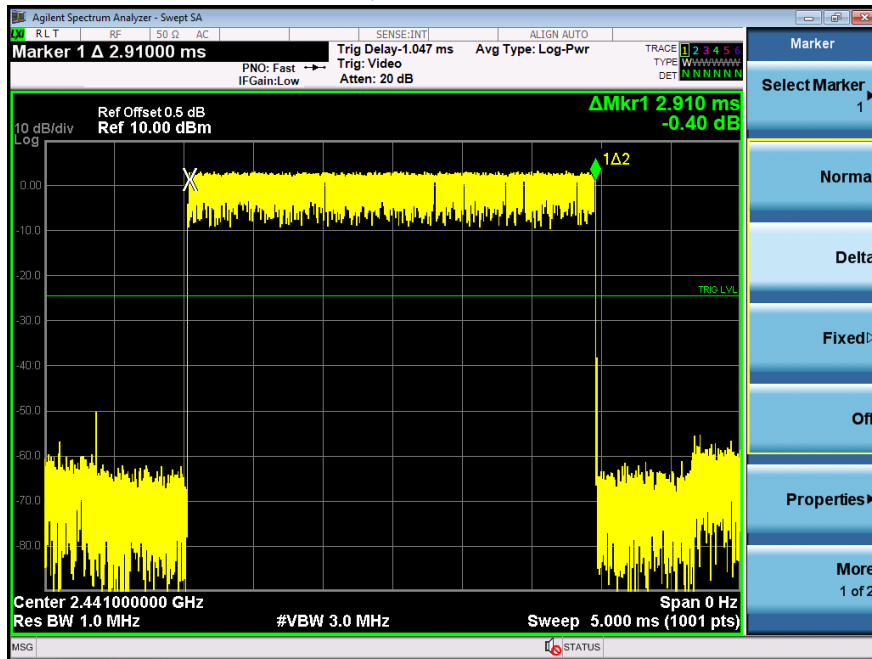 Agilent Spectrum Analyzer - Swept SA
LXI RLT RF 50 Ω AC SENSE:INT ALIGN AUTO
Marker 1 Δ 2.91000 ms
PNO: Fast
IFGain:Low
Trig Delay-1.047 ms
Trig: Video
Atten: 20 dB
Avg Type: Log-Pwr
TRACE 1 2 3 4 5 6
TYPE WWWWWW
DET N N N N N N
Ref Offset 0.5 dB
10 dB/div Ref 10.00 dBm
Log
ΔMkr1 2.910 ms
-0.40 dB
1Δ2
0.00
-10.0
-20.0
TRIG LVL
-30.0
-40.0
-50.0
-60.0
-70.0
-80.0
Center 2.441000000 GHz Span 0 Hz
Res BW 1.0 MHz #VBW 3.0 MHz Sweep 5.000 ms (1001 pts)
MSG STATUS
Marker
Select Marker
1
Norma
Delta
Fixed
Off
Properties
More
1 of 2